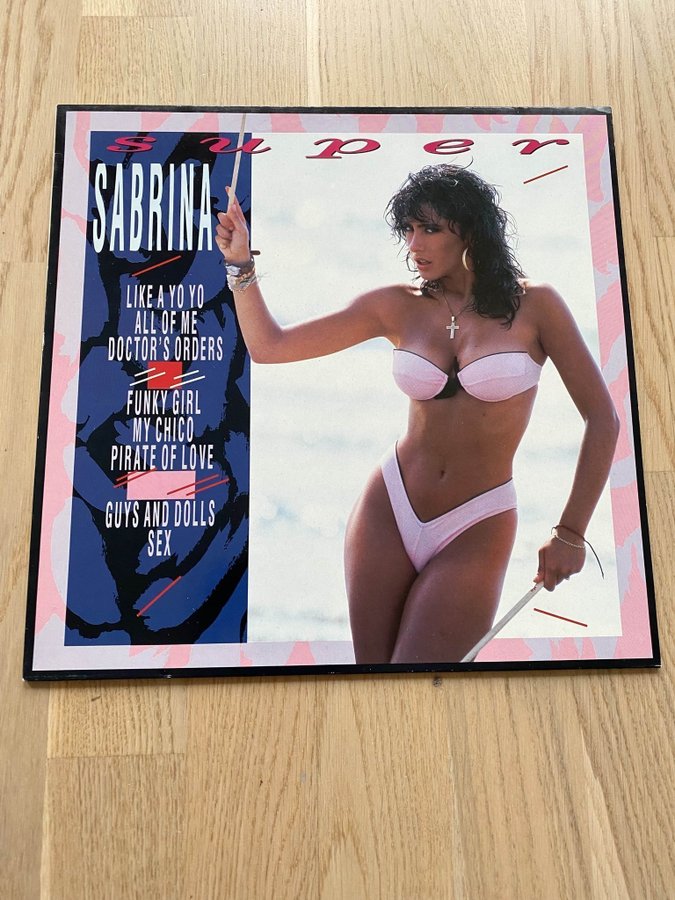 super
SABRINA
LIKE A YO YO
ALL OF ME
DOCTOR'S ORDERS
FUNKY GIRL
MY CHICO
PIRATE OF LOVE
GUYS AND DOLLS
SEX